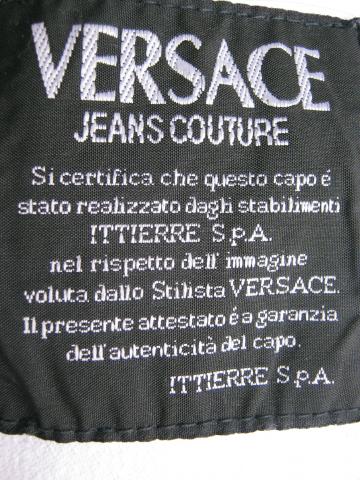 VERSACE
JEANS COUTURE
Si certifica che questo capo é
stato realizzato dagli stabilimenti
ITTIERRE S.p.A.
nel rispetto dell' immagine
voluta dallo Stilista VERSACE.
Il presente attestato é a garanzia
dell'autenticità del capo.
ITTIERRE S.p.A.